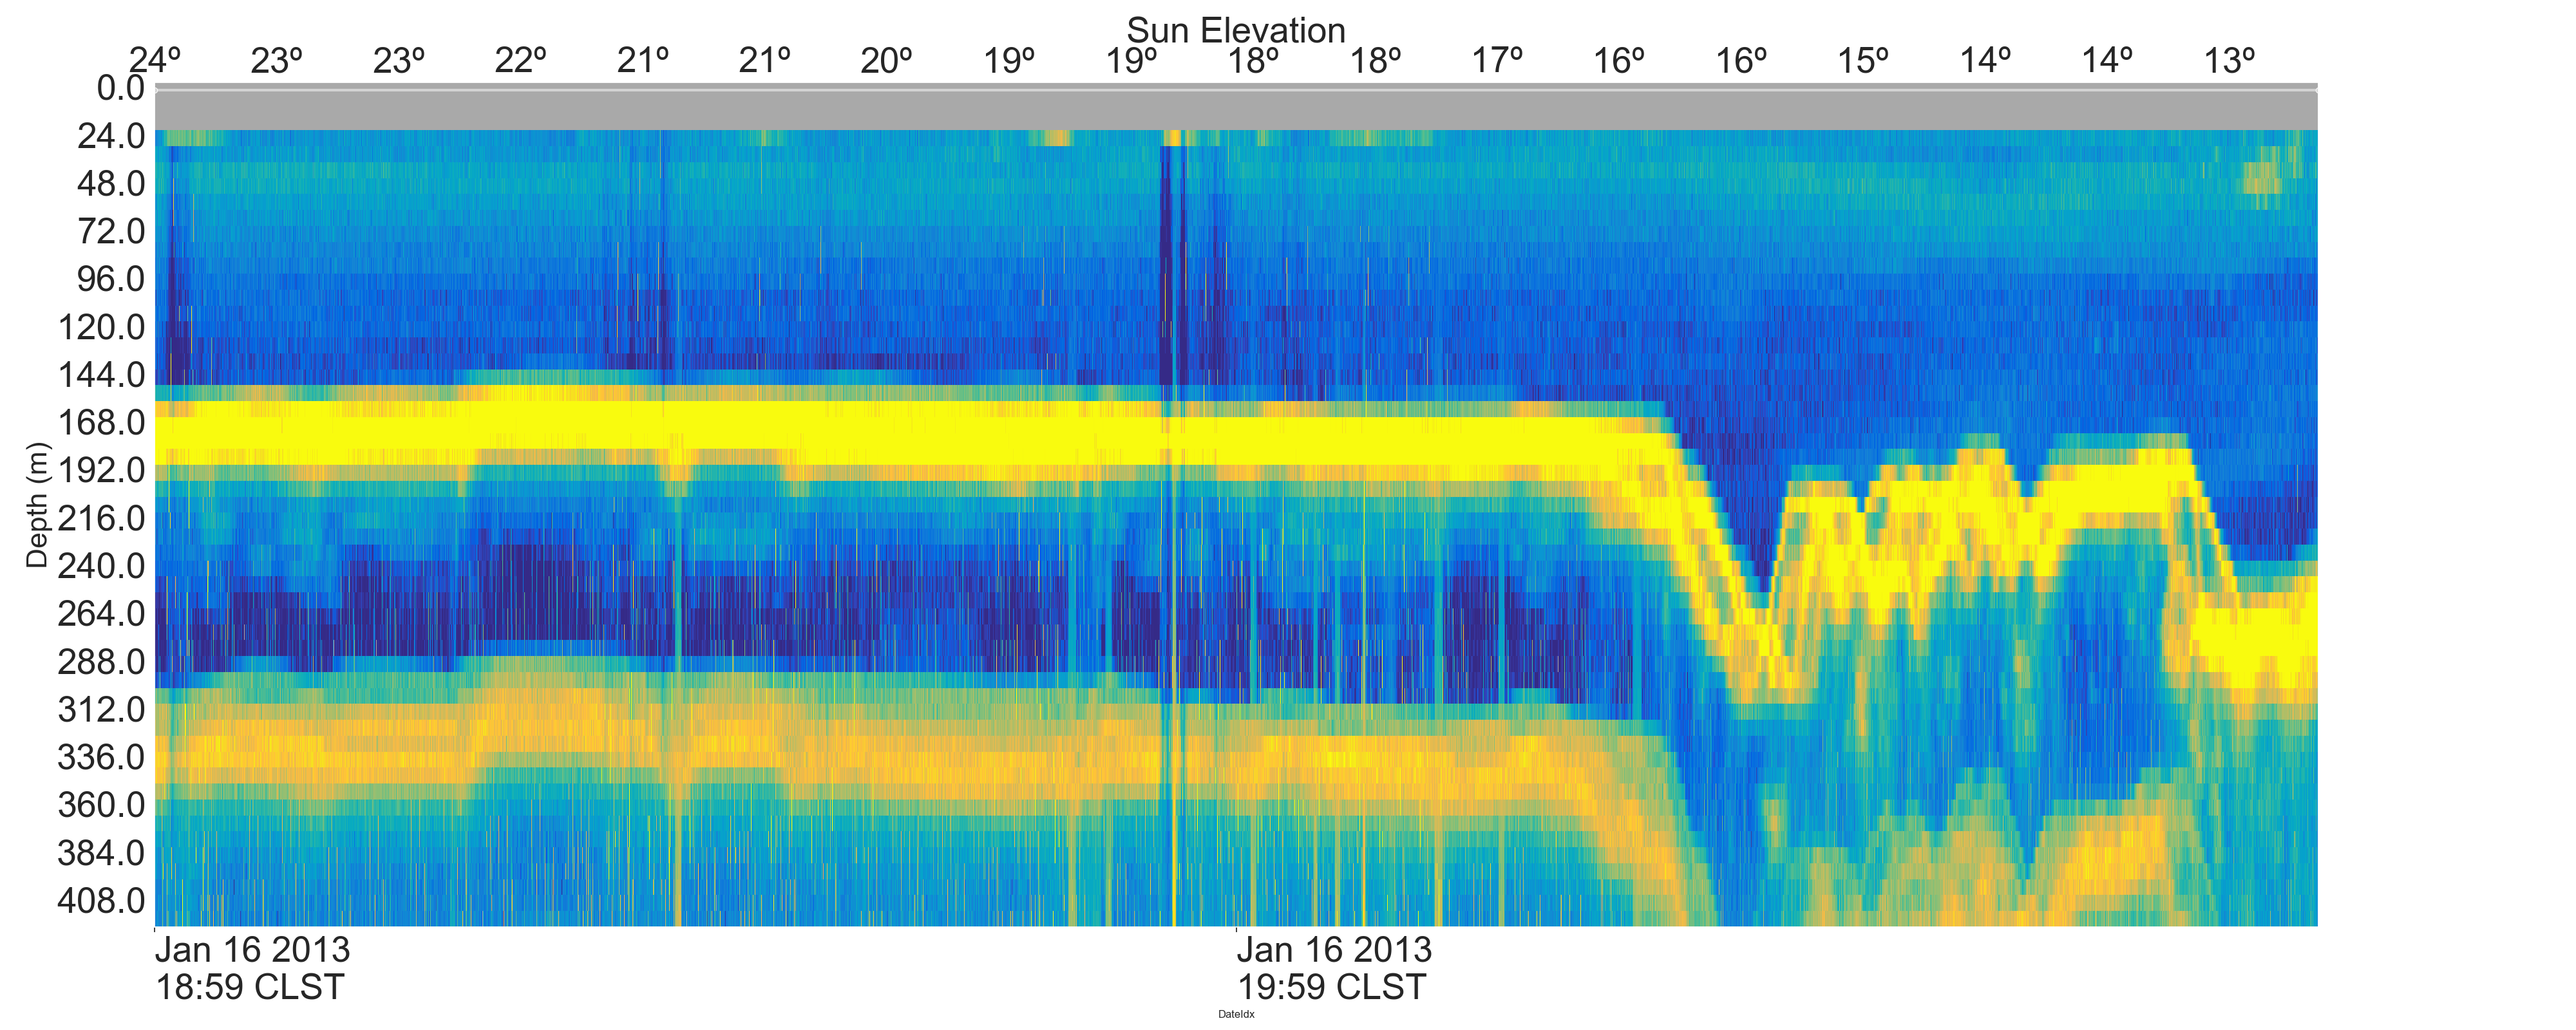 Sun Elevation
24º 23º 23º 22º 21º 21º 20º 19º 19º 18º 18º 17º 16º 16º 15º 14º 14º 13º
0.0
24.0
48.0
72.0
96.0
120.0
144.0
168.0
192.0
216.0
240.0
264.0
288.0
312.0
336.0
360.0
384.0
408.0
Depth (m)
Jan 16 2013
18:59 CLST
Jan 16 2013
19:59 CLST
DateIdx